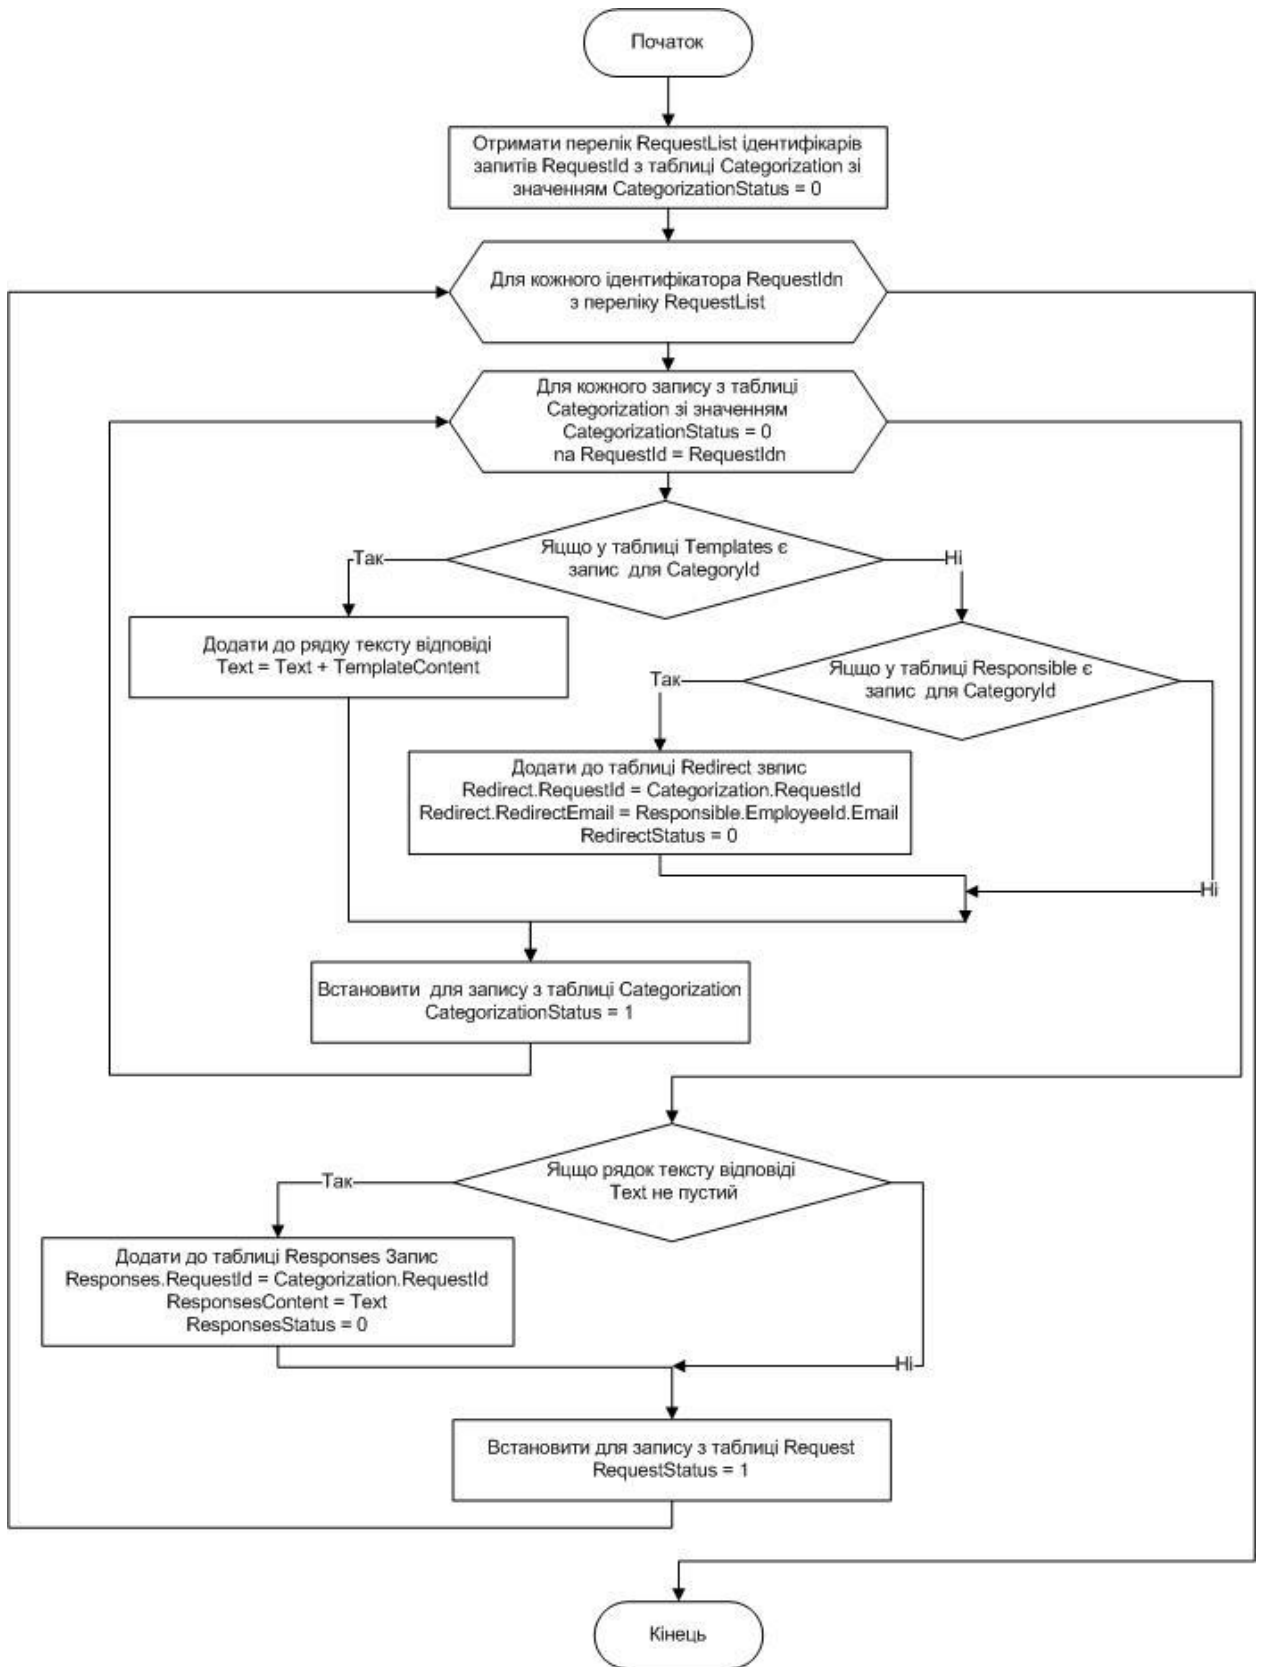 Початок
Отримати перелік RequestList ідентифікарів
запитів RequestId з таблиці Categorization зі
значенням CategorizationStatus = 0
Для кожного ідентифікатора RequestIdn
з переліку RequestList
Для кожного запису з таблиці
Categorization зі значенням
CategorizationStatus = 0
na RequestId = RequestIdn
Яцщо у таблиці Templates є
запис для CategoryId
Так
Ні
Додати до рядку тексту відповіді
Text = Text + TemplateContent
Яцщо у таблиці Responsible є
запис для CategoryId
Так
Додати до таблиці Redirect звпис
Redirect.RequestId = Categorization.RequestId
Redirect.RedirectEmail = Responsible.EmployeeId.Email
RedirectStatus = 0
Ні
Встановити для запису з таблиці Categorization
CategorizationStatus = 1
Яцщо рядок тексту відповіді
Text не пустий
Так
Додати до таблиці Responses Запис
Responses.RequestId = Categorization.RequestId
ResponsesContent = Text
ResponsesStatus = 0
Ні
Встановити для запису з таблиці Request
RequestStatus = 1
Кінець